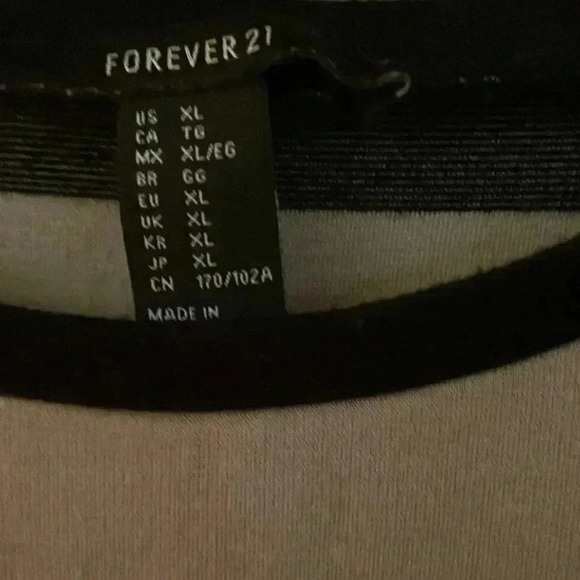 FOREVER 21
US XL
CA TG
MX XL/EG
BR GG
EU XL
UK XL
KR XL
JP XL
CN 170/102A
MADE IN